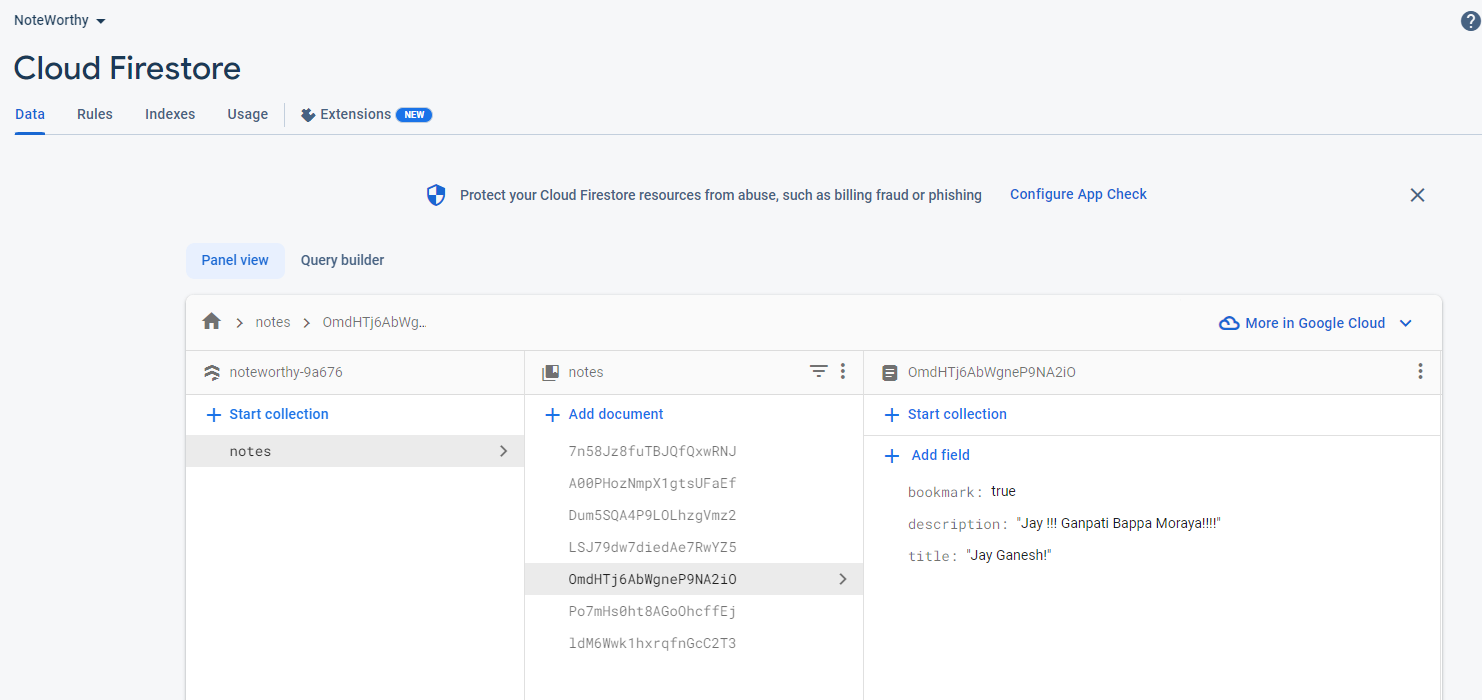 NoteWorthy
Cloud Firestore
Data Rules Indexes Usage Extensions NEW
Protect your Cloud Firestore resources from abuse, such as billing fraud or phishing Configure App Check
Panel view Query builder
notes OmdHTj6AbWg...
More in Google Cloud
noteworthy-9a676
Start collection
notes
notes
Add document
7n58Jz8fuTBJQfQxwRNJ
A00PHozNmpX1gtsUFaEf
Dum5SQA4P9LOLhzgVmz2
LSJ79dw7diedAe7RwYZ5
OmdHTj6AbWgneP9NA2iO
Po7mHs0ht8AGoOhcffEj
ldM6Wwk1hxrqfnGcC2T3
OmdHTj6AbWgneP9NA2iO
Start collection
Add field
bookmark: true
description: "Jay !!! Ganpati Bappa Moraya!!!!"
title: "Jay Ganesh!"